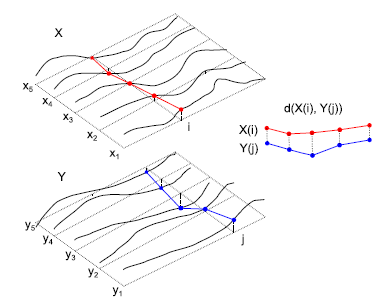 X
x5
x4
x3
x2
x1
i
d(X(i), Y(j))
X(i)
Y(j)
Y
y5
y4
y3
y2
y1
j